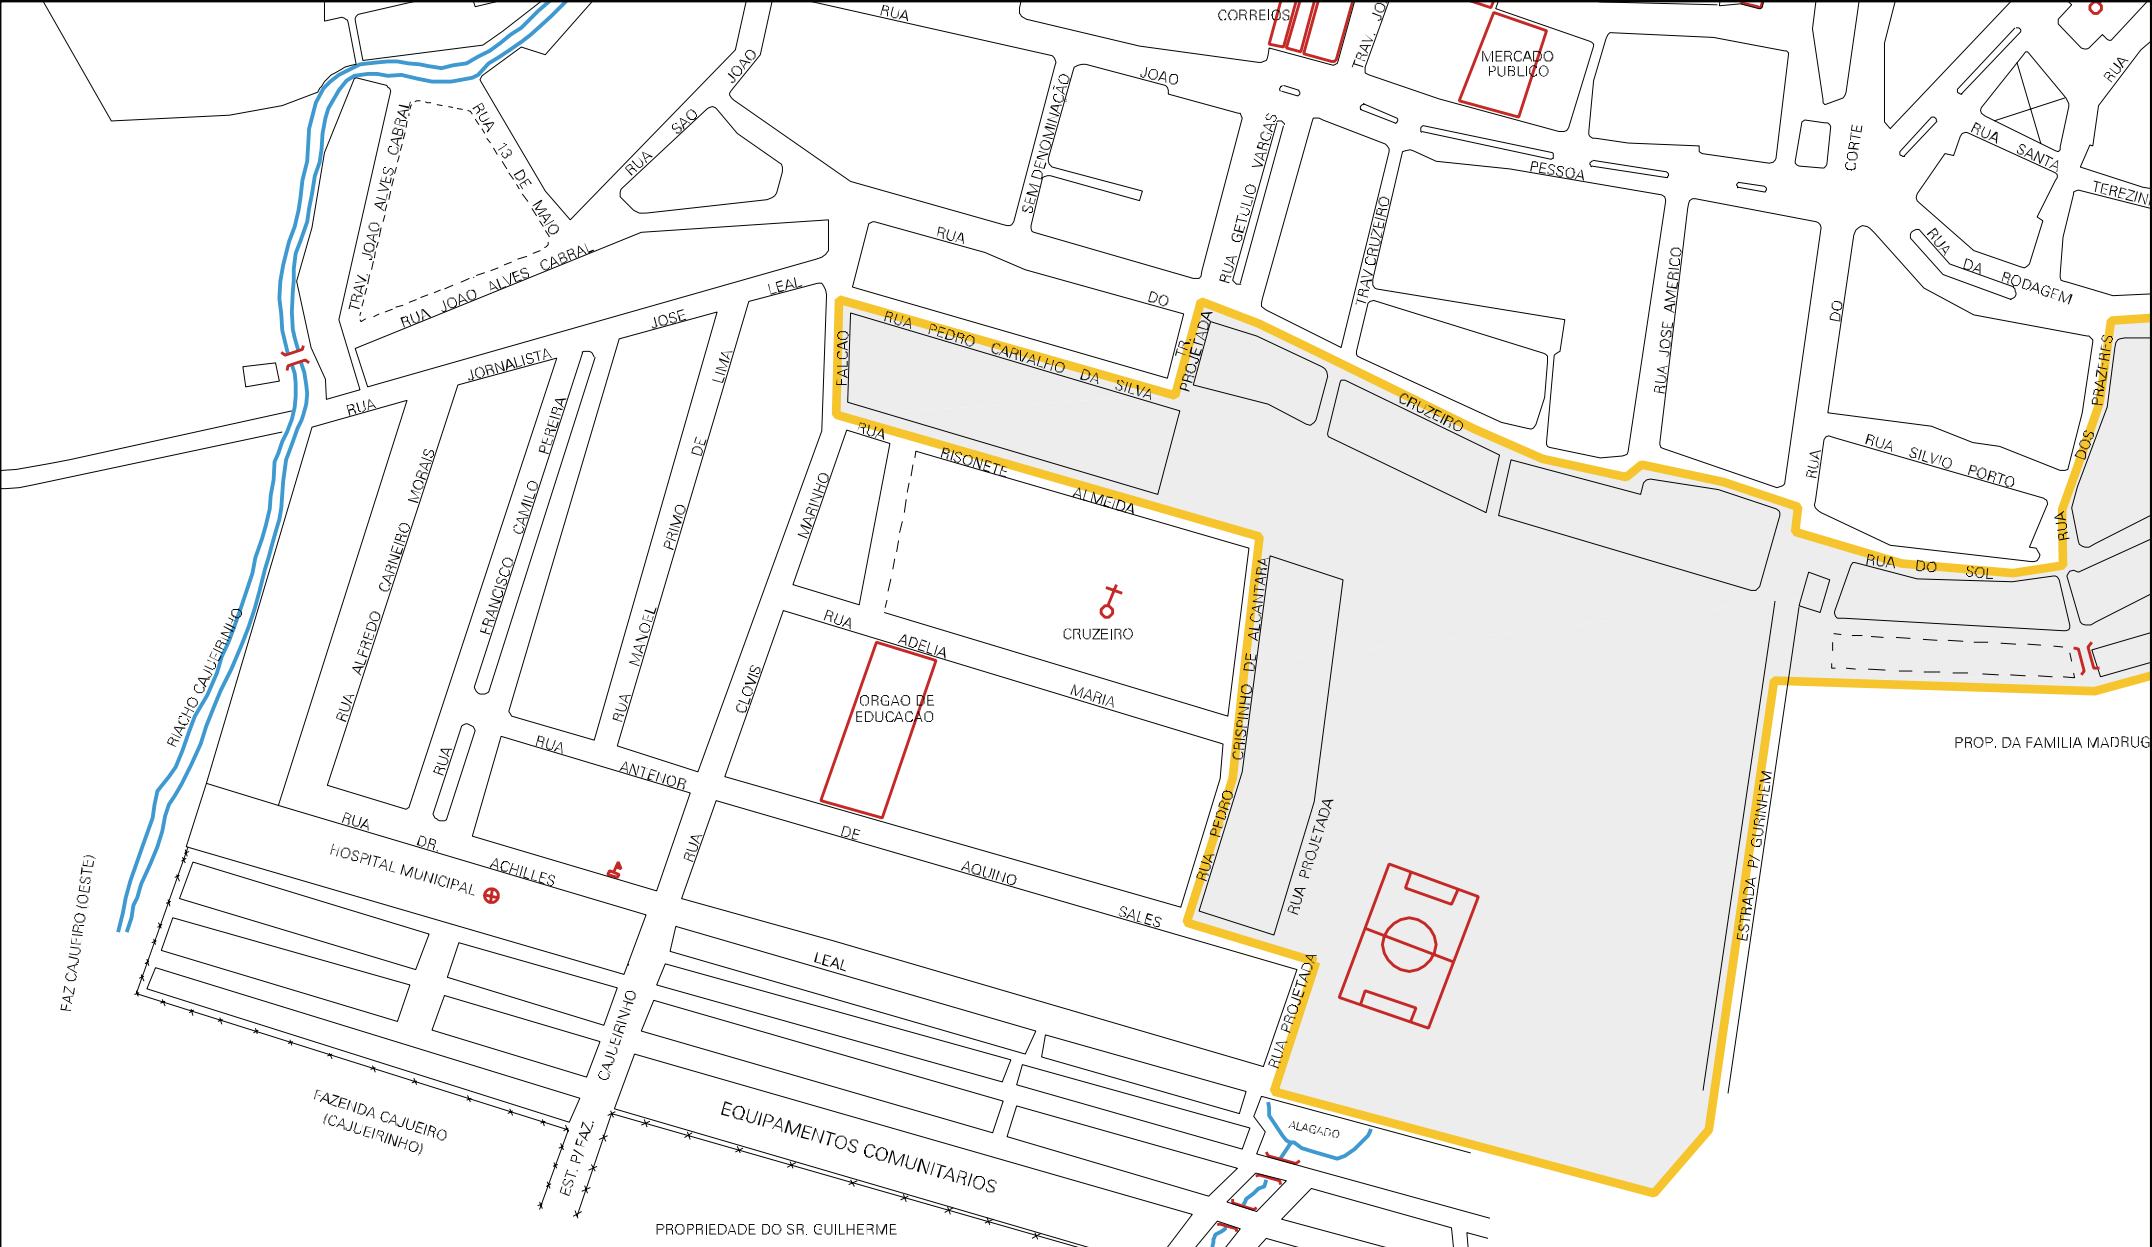 RUA
CORREIOS
TRAV. JO
MERCADO
PUBLICO
RUA
JOAO
JOAO
SEM DENOMINAÇÃO
TRAV. JOAO ALVES CABRAL
RUA 13 DE MAIO
RUA SAO
RUA GETULIO VARGAS
PESSOA
CORTE
RUA SANTA
TEREZIN
RUA JOAO ALVES CABRAL
RUA
DO
TRAV.CRUZEIRO
RUA JOSE AMERICO
DO
RUA DA RODAGEM
LEAL
JOSE
JORNALISTA
RUA
FALCAO
RUA PEDRO CARVALHO DA SILVA
TR.
PROJETADA
CRUZEIRO
PRAZERES
DOS
RUA
RUA SILVIO PORTO
RUA
RUA DO SOL
RUA
BISONETE
ALMEIDA
MARINHO
CLOVIS
RUA
LIMA
DE
PRIMO
MANOEL
RUA
PEREIRA
CAMILO
FRANCISCO
RUA
MORAIS
CARNEIRO
ALFREDO
RUA
RIACHO CAJUEIRINHO
CRUZEIRO
RUA
ADELIA
MARIA
ORGAO DE
EDUCACAO
RUA PEDRO CRISPINHO DE ALCANTARA
RUA PROJETADA
ESTRADA P/ GURINHEM
PROP. DA FAMILIA MADRUG
RUA
ANTENOR
RUA
DR.
ACHILLES
HOSPITAL MUNICIPAL
DE
AQUINO
SALES
LEAL
RUA PROJETADA
FAZ CAJUEIRO (OESTE)
CAJUEIRINHO
EST. P/ FAZ.
FAZENDA CAJUEIRO
(CAJUEIRINHO)
EQUIPAMENTOS COMUNITARIOS
ALAGADO
PROPRIEDADE DO SR. GUILHERME